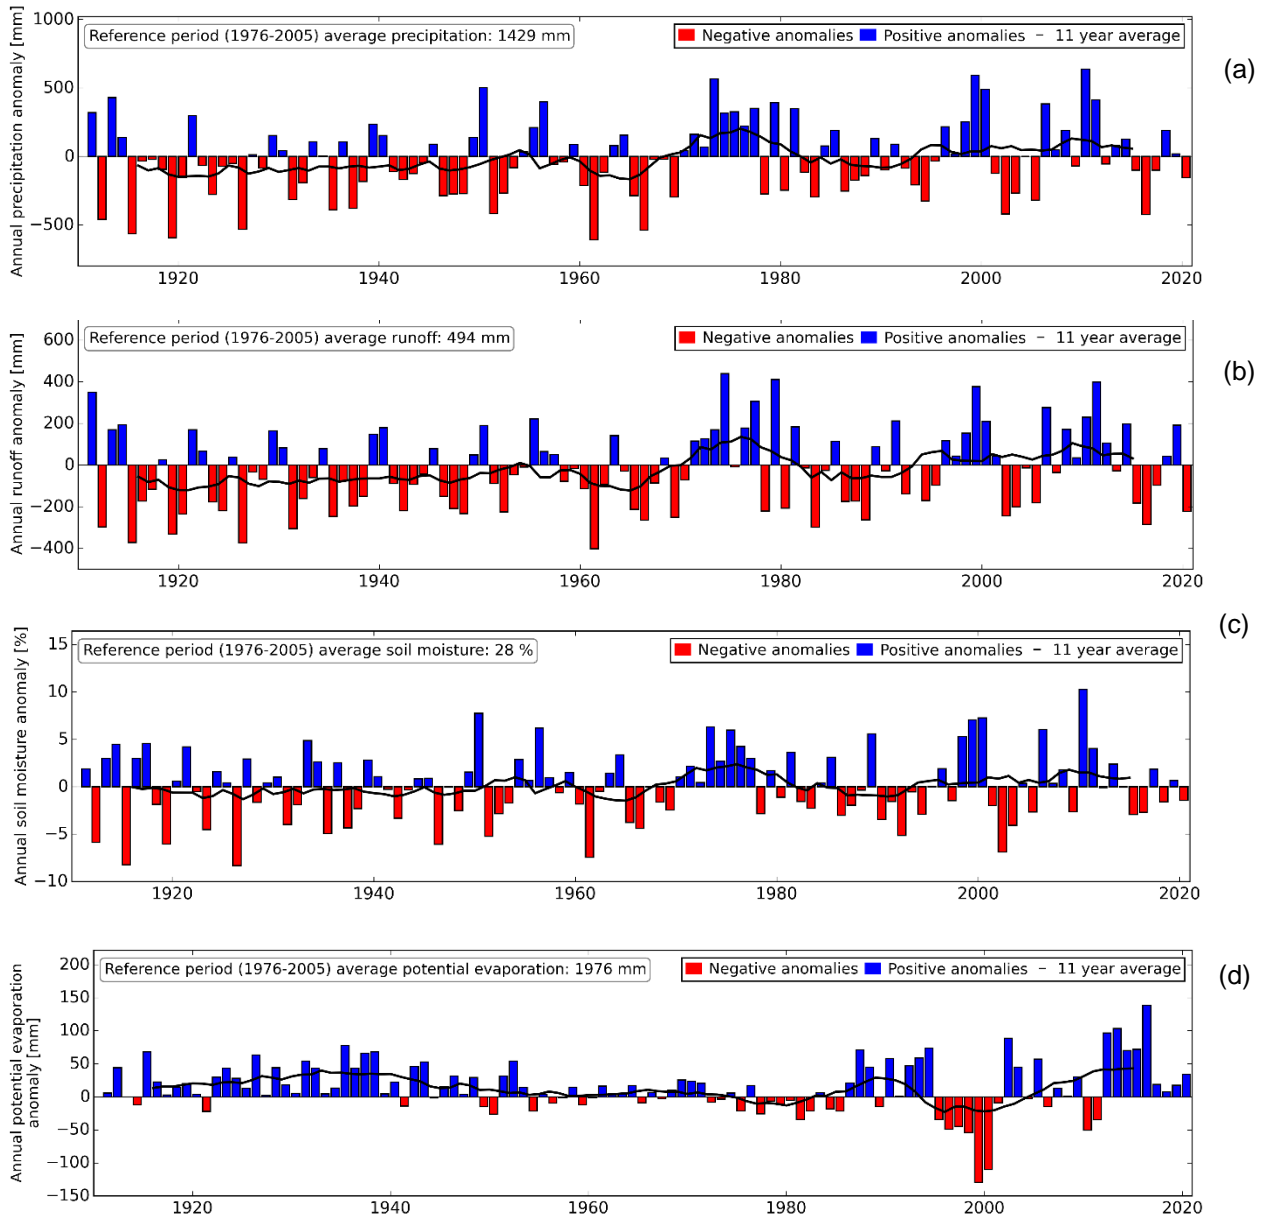 Annual precipitation anomaly [mm]
1000
500
0
−500
Reference period (1976-2005) average precipitation: 1429 mm
Negative anomalies Positive anomalies – 11 year average
(a)
1920 1940 1960 1980 2000 2020
Annual runoff anomaly [mm]
600
400
200
0
−200
−400
Reference period (1976-2005) average runoff: 494 mm
Negative anomalies Positive anomalies – 11 year average
(b)
1920 1940 1960 1980 2000 2020
Annual soil moisture anomaly [%]
15
10
5
0
−5
−10
Reference period (1976-2005) average soil moisture: 28 %
Negative anomalies Positive anomalies – 11 year average
(c)
1920 1940 1960 1980 2000 2020
Annual potential evaporation
anomaly [mm]
200
150
100
50
0
−50
−100
−150
Reference period (1976-2005) average potential evaporation: 1976 mm
Negative anomalies Positive anomalies – 11 year average
(d)
1920 1940 1960 1980 2000 2020